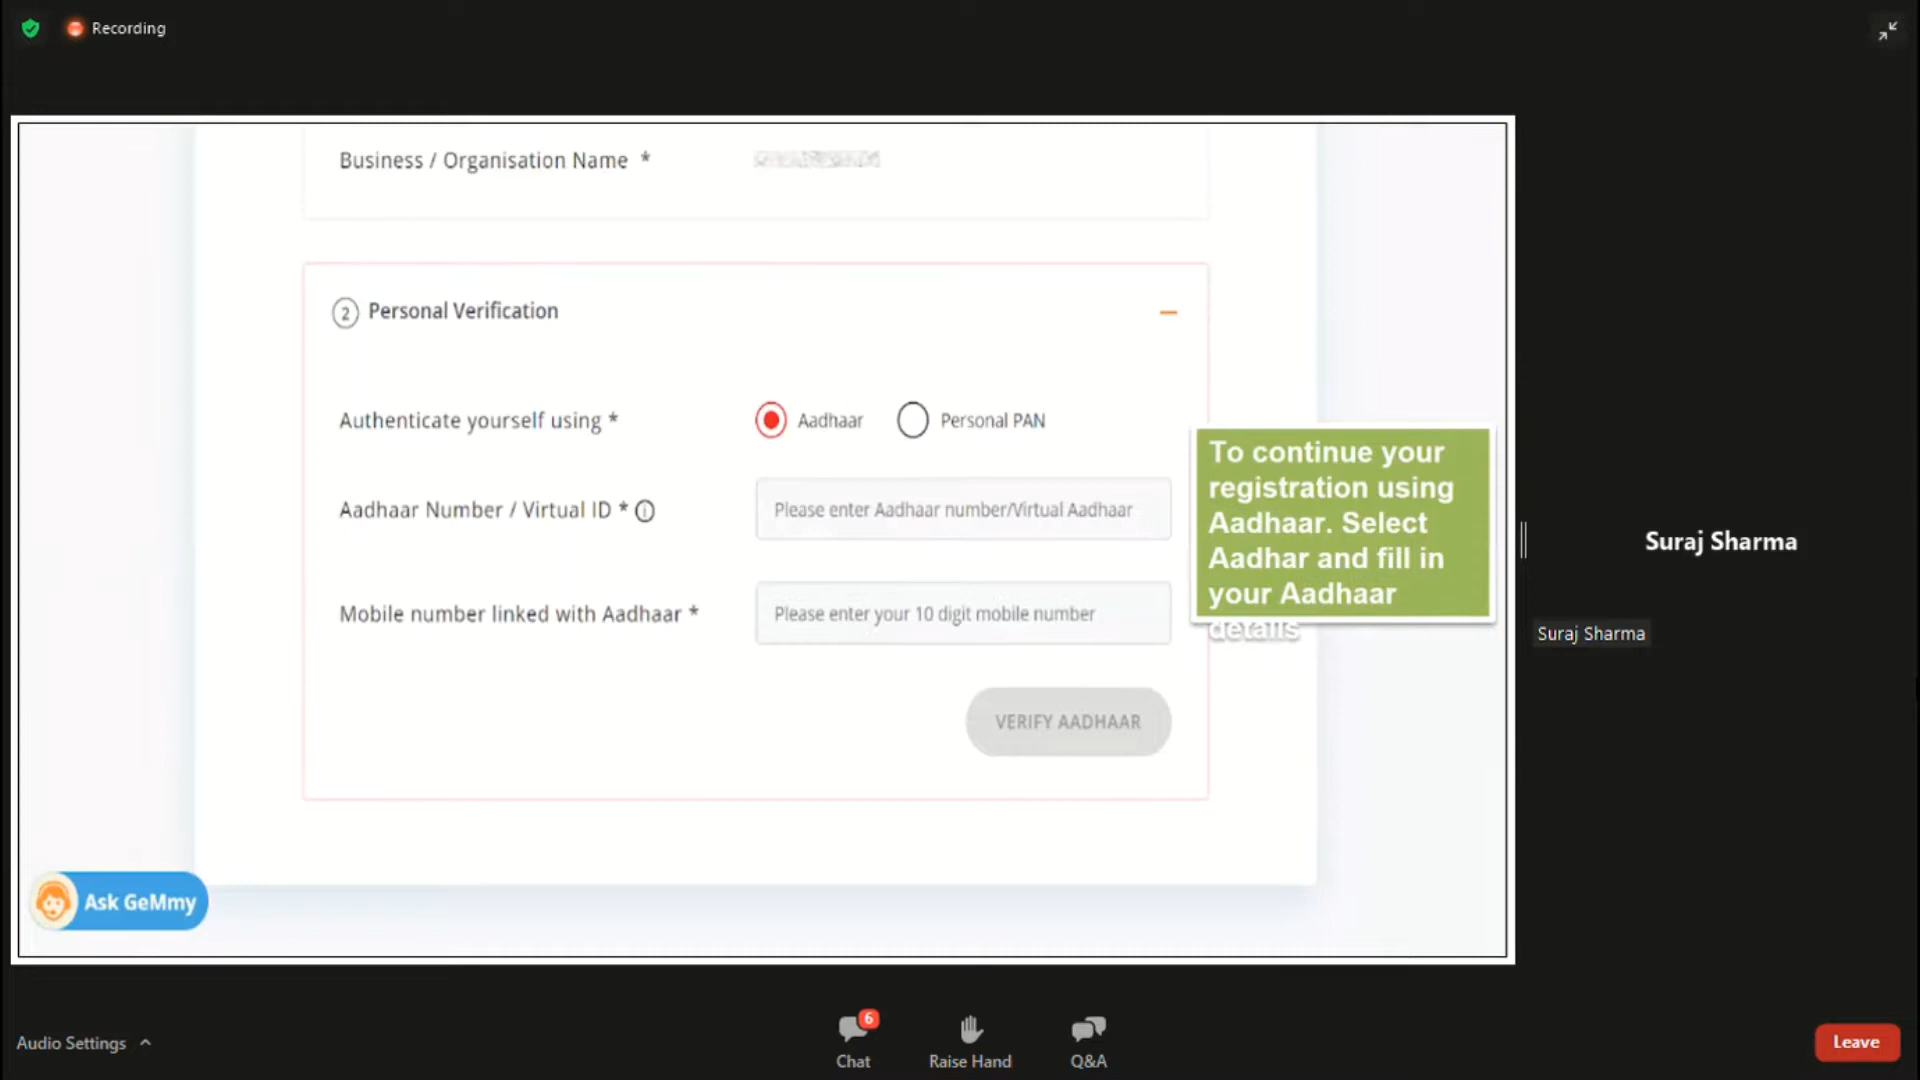 Recording
Business / Organisation Name *
2 Personal Verification
Authenticate yourself using *
Aadhaar
Personal PAN
Aadhaar Number / Virtual ID *
Please enter Aadhaar number/Virtual Aadhaar
Mobile number linked with Aadhaar *
Please enter your 10 digit mobile number
VERIFY AADHAAR
To continue your
registration using
Aadhaar. Select
Aadhar and fill in
your Aadhaar
details
Ask GeMmy
Suraj Sharma
Suraj Sharma
Audio Settings
6
Chat
Raise Hand
Q&A
Leave